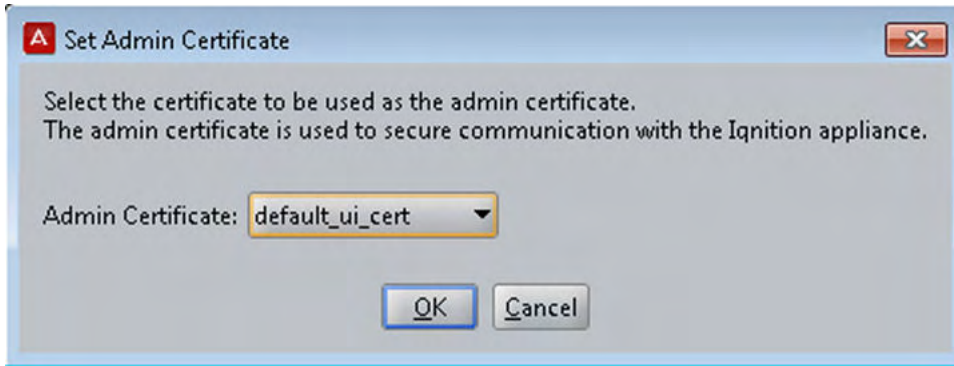 A Set Admin Certificate
Select the certificate to be used as the admin certificate.
The admin certificate is used to secure communication with the Iqnition appliance.
Admin Certificate: default_ui_cert
OK Cancel